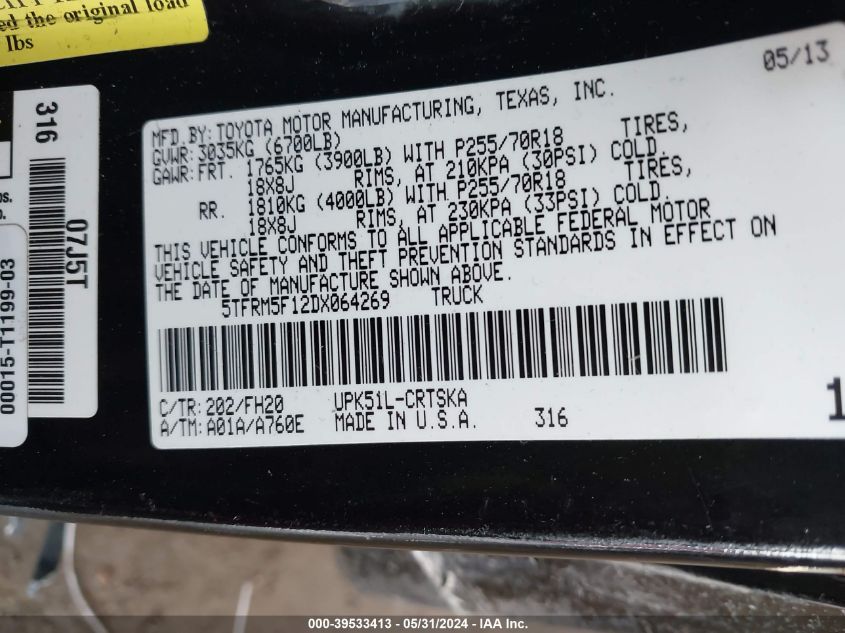 ed the original load
lbs
316
07J5T
00015-T1199-03
05/13
MFD. BY: TOYOTA MOTOR MANUFACTURING, TEXAS, INC.
GVWR: 3035KG (6700LB)
GAWR: FRT. 1765KG (3900LB) WITH P255/70R18 TIRES,
18X8J RIMS, AT 210KPA (30PSI) COLD.
RR. 1810KG (4000LB) WITH P255/70R18 TIRES,
18X8J RIMS, AT 230KPA (33PSI) COLD.
THIS VEHICLE CONFORMS TO ALL APPLICABLE FEDERAL MOTOR
VEHICLE SAFETY AND THEFT PREVENTION STANDARDS IN EFFECT ON
THE DATE OF MANUFACTURE SHOWN ABOVE.
5TFRM5F12DX064269 TRUCK
C/TR: 202/FH20 UPK51L-CRTSKA
A/TM: A01A/A760E MADE IN U.S.A. 316
1
000-39533413 - 05/31/2024 - IAA Inc.